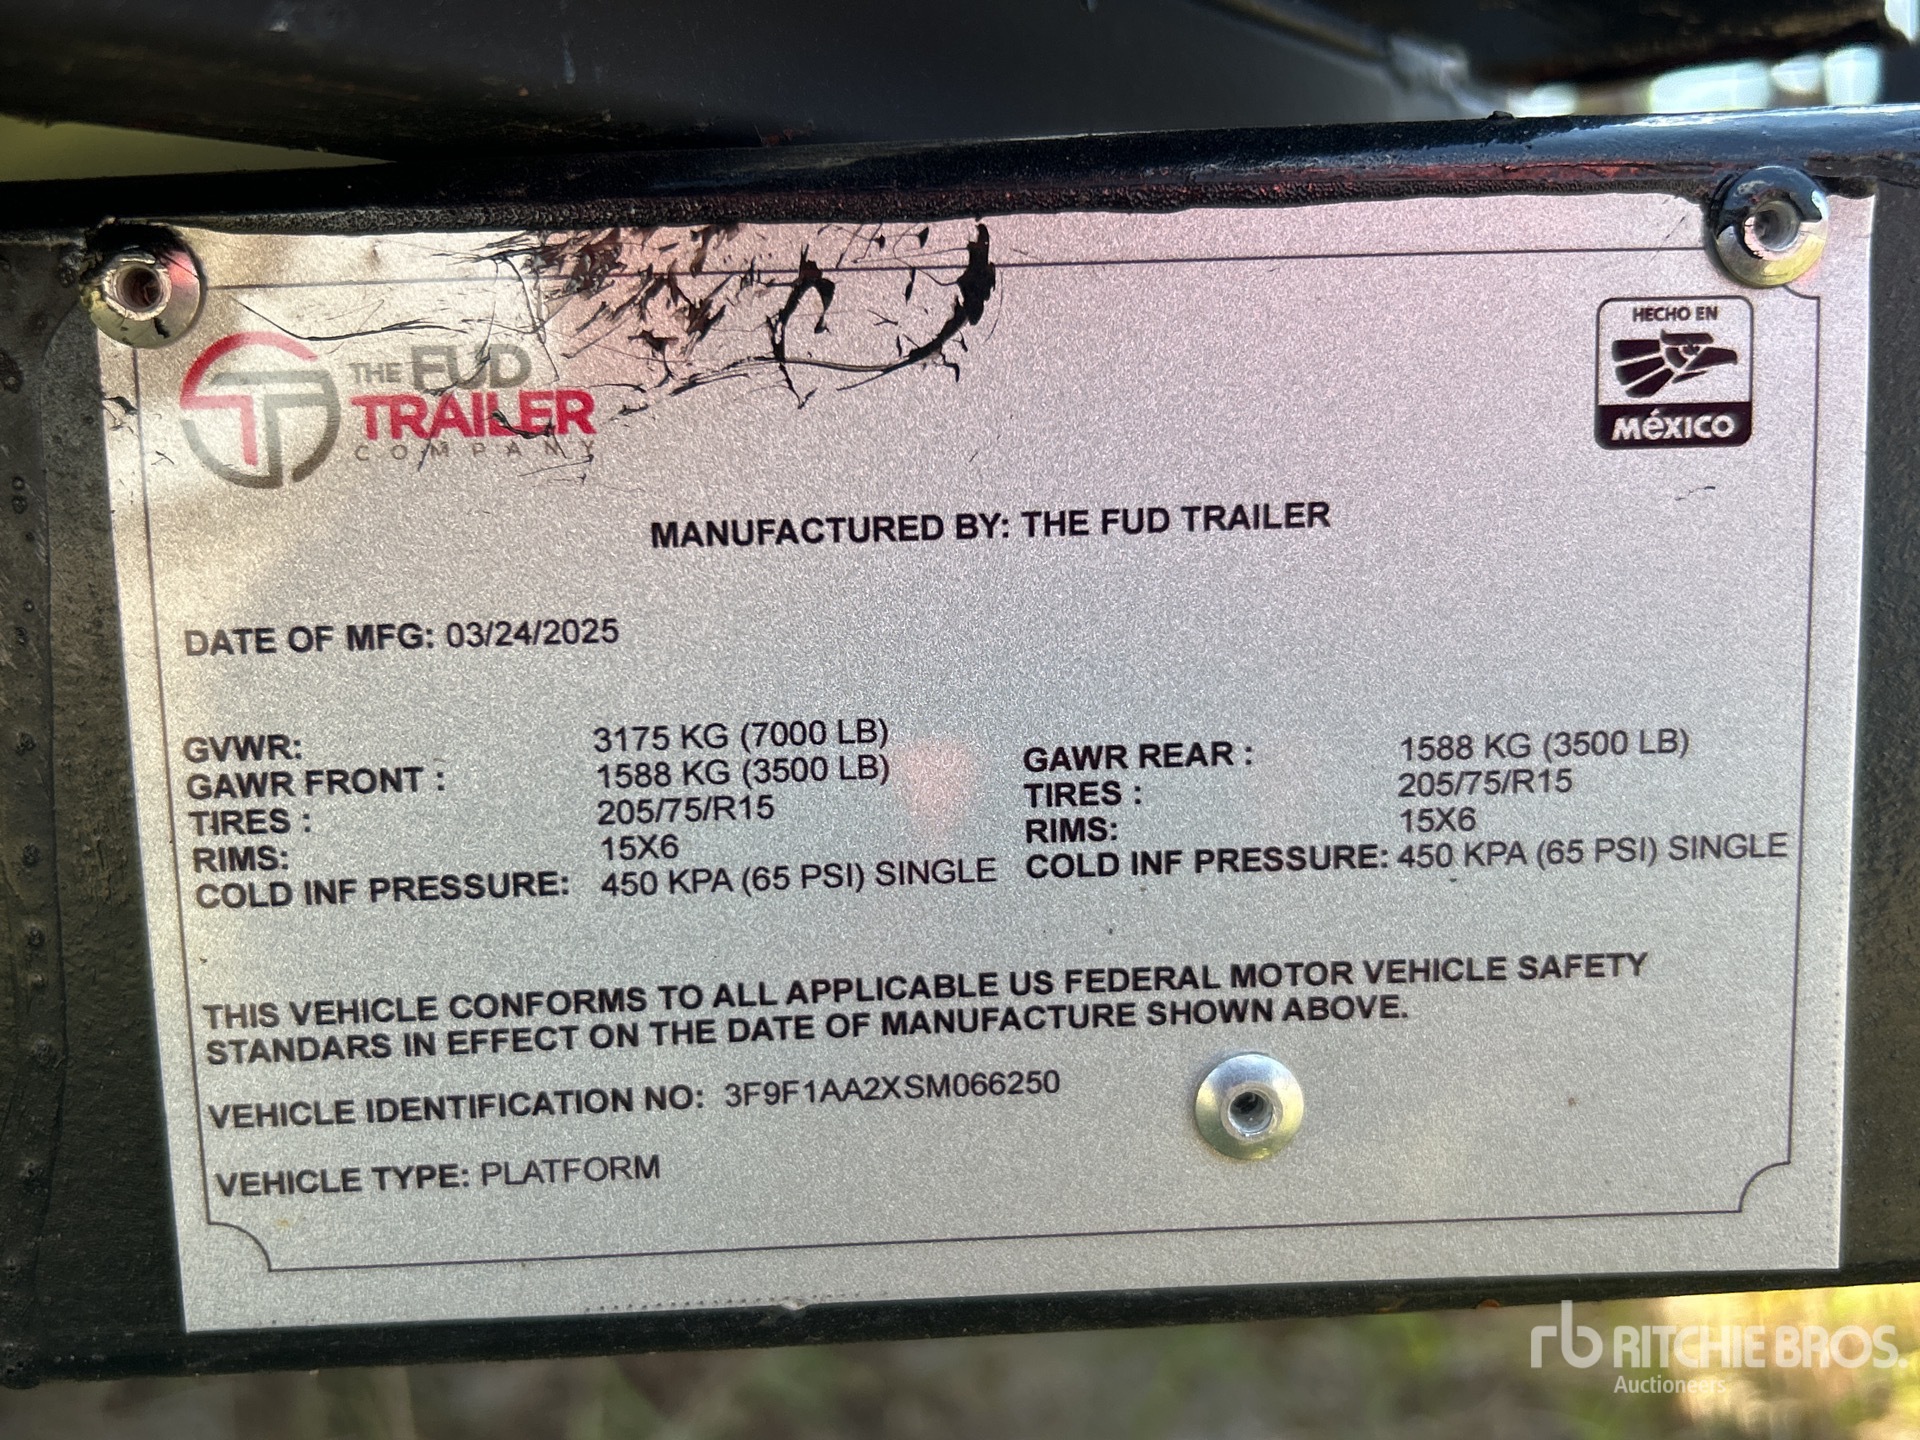 THE FUD
TRAILER
COMPANY
HECHO EN
MéXICO
MANUFACTURED BY: THE FUD TRAILER
DATE OF MFG: 03/24/2025
GVWR: 3175 KG (7000 LB)
GAWR FRONT : 1588 KG (3500 LB)
TIRES : 205/75/R15
RIMS: 15X6
COLD INF PRESSURE: 450 KPA (65 PSI) SINGLE
GAWR REAR : 1588 KG (3500 LB)
TIRES : 205/75/R15
RIMS: 15X6
COLD INF PRESSURE: 450 KPA (65 PSI) SINGLE
THIS VEHICLE CONFORMS TO ALL APPLICABLE US FEDERAL MOTOR VEHICLE SAFETY
STANDARS IN EFFECT ON THE DATE OF MANUFACTURE SHOWN ABOVE.
VEHICLE IDENTIFICATION NO: 3F9F1AA2XSM066250
VEHICLE TYPE: PLATFORM
rb RITCHIE BROS.
Auctioneers